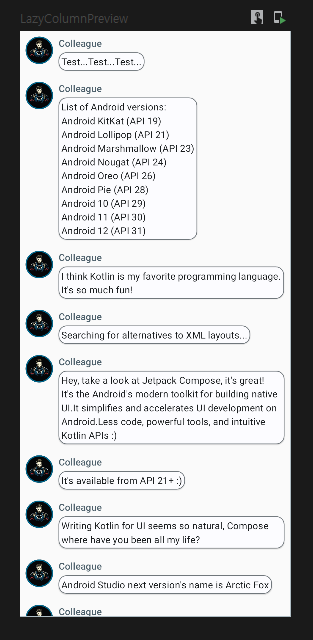 LazyColumnPreview
Colleague
Test...Test...Test...
Colleague
List of Android versions:
Android KitKat (API 19)
Android Lollipop (API 21)
Android Marshmallow (API 23)
Android Nougat (API 24)
Android Oreo (API 26)
Android Pie (API 28)
Android 10 (API 29)
Android 11 (API 30)
Android 12 (API 31)
Colleague
I think Kotlin is my favorite programming language.
It's so much fun!
Colleague
Searching for alternatives to XML layouts...
Colleague
Hey, take a look at Jetpack Compose, it's great!
It's the Android's modern toolkit for building native
UI.It simplifies and accelerates UI development on
Android.Less code, powerful tools, and intuitive
Kotlin APIs :)
Colleague
It's available from API 21+ :)
Colleague
Writing Kotlin for UI seems so natural, Compose
where have you been all my life?
Colleague
Android Studio next version's name is Arctic Fox
Colleague